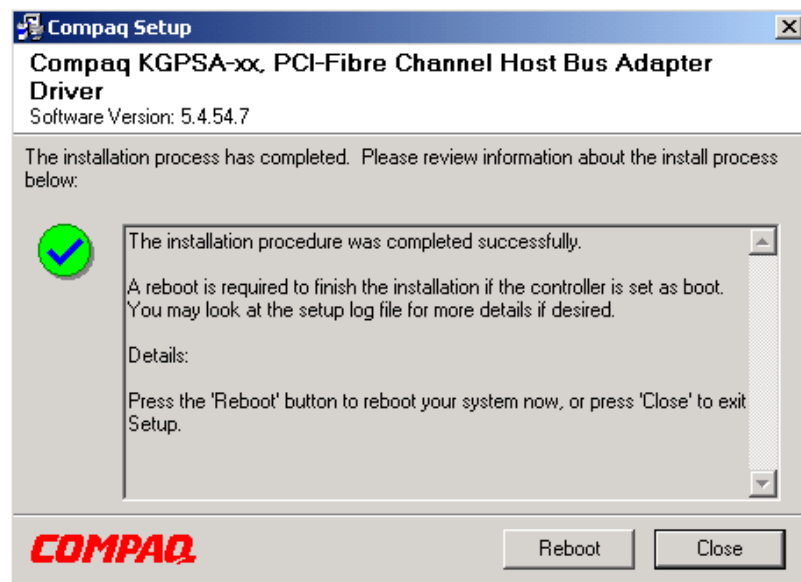 Compaq Setup
Compaq KGPSA-xx, PCI-Fibre Channel Host Bus Adapter
Driver
Software Version: 5.4.54.7
The installation process has completed.  Please review information about the install process
below:
The installation procedure was completed successfully.
A reboot is required to finish the installation if the controller is set as boot.
You may look at the setup log file for more details if desired.
Details:
Press the 'Reboot' button to reboot your system now, or press 'Close' to exit
Setup.
COMPAQ
Reboot
Close